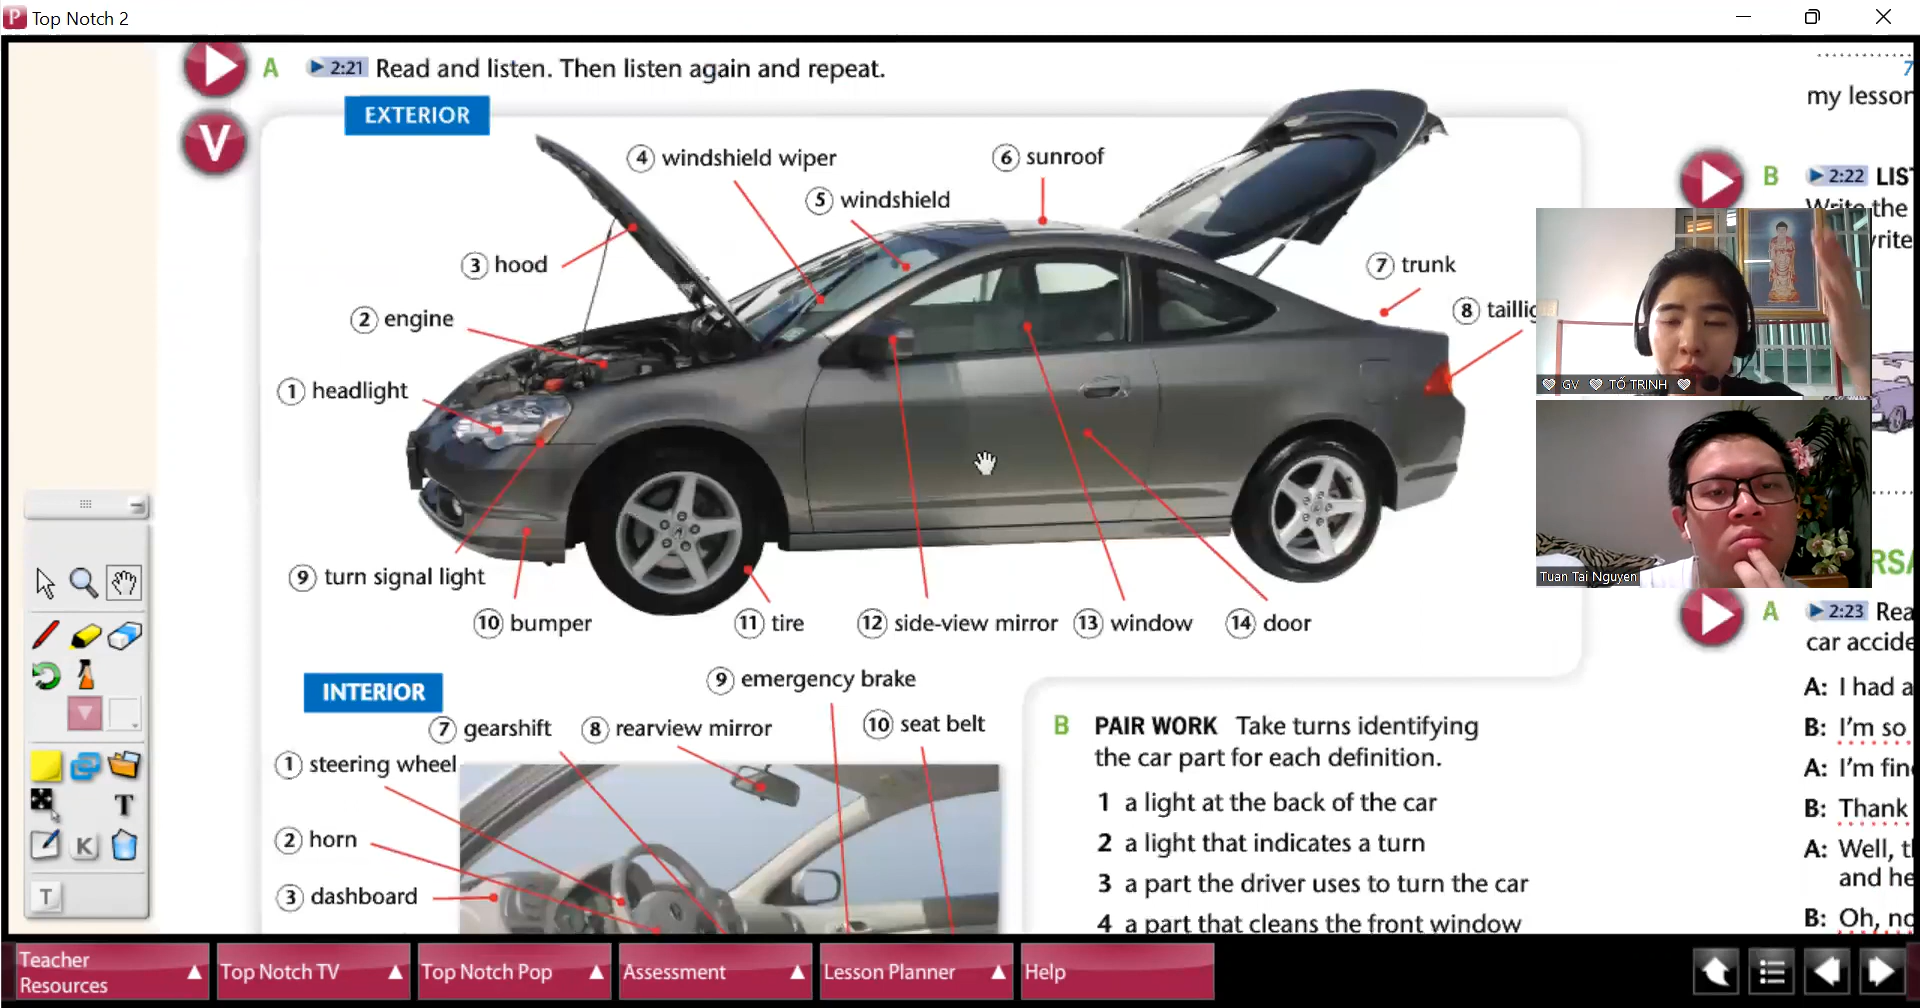 Top Notch 2
A 2:21 Read and listen. Then listen again and repeat.
EXTERIOR
V
4 windshield wiper
6 sunroof
5 windshield
3 hood
7 trunk
2 engine
8 
1 headlight
9 turn signal light
10 bumper
11 tire
12 side-view mirror
13 window
14 door
INTERIOR
9 emergency brake
7 gearshift
8 rearview mirror
10 seat belt
1 steering wheel
2 horn
3 dashboard
B PAIR WORK Take turns identifying
the car part for each definition.
1 a light at the back of the car
2 a light that indicates a turn
3 a part the driver uses to turn the car
4 a part that cleans the front window
7
my lesson
B 2:22
Write the
GV TỐ TRINH
Tuan Tai Nguyen
A 2:23
car accide
A: I had a
B: I'm so
A: I'm fin
B: Thank
A: Well,
and he
B: Oh,
T
K
T
Teacher
Resources
Top Notch TV
Top Notch Pop
Assessment
Lesson Planner
Help